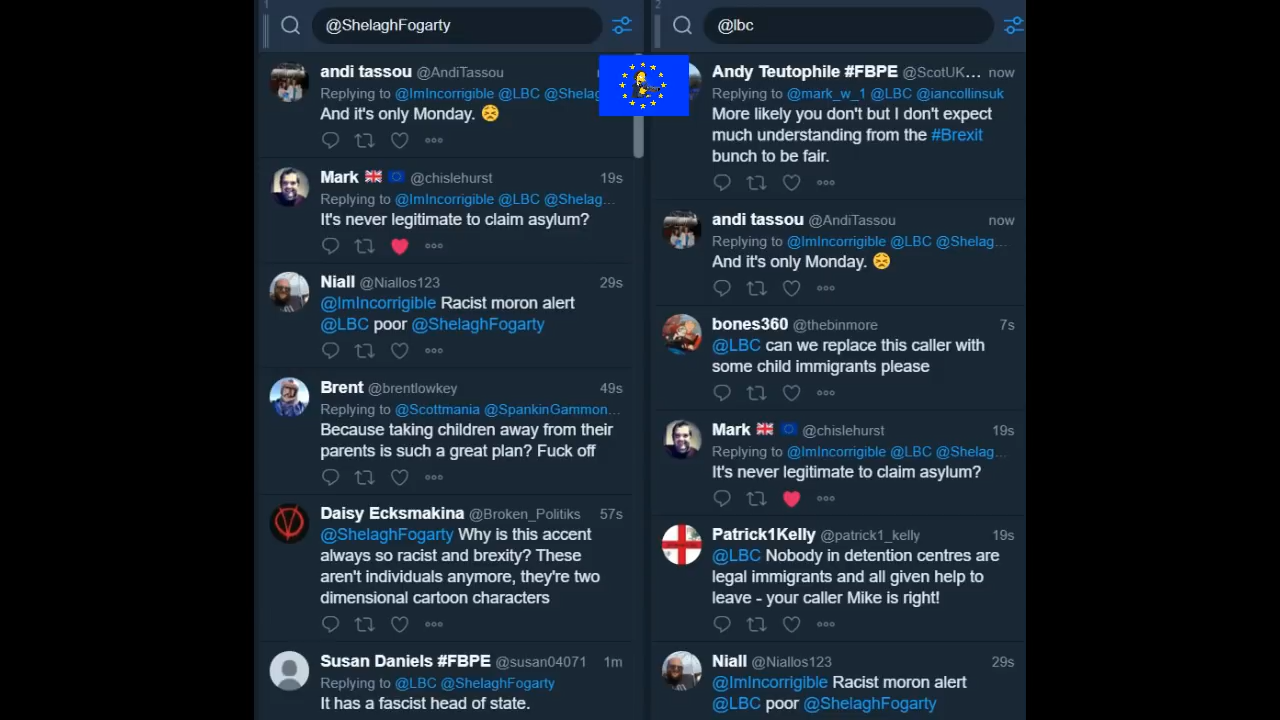 1
@ShelaghFogarty
andi tassou @AndiTassou
Replying to @ImIncorrigible @LBC @Shelag
And it's only Monday. 😣
Mark 🇬🇧 🇪🇺 @chislehurst 19s
Replying to @ImIncorrigible @LBC @Shelag...
It's never legitimate to claim asylum?
Niall @Niallos123 29s
@ImIncorrigible Racist moron alert
@LBC poor @ShelaghFogarty
Brent @brentlowkey 49s
Replying to @Scottmania @SpankinGammon...
Because taking children away from their
parents is such a great plan? Fuck off
Daisy Ecksmakina @Broken_Politiks 57s
@ShelaghFogarty Why is this accent
always so racist and brexity? These
aren't individuals anymore, they're two
dimensional cartoon characters
Susan Daniels #FBPE @susan04071 1m
Replying to @LBC @ShelaghFogarty
It has a fascist head of state.
2
@lbc
Andy Teutophile #FBPE @ScotUK... now
Replying to @mark_w_1 @LBC @iancollinsuk
More likely you don't but I don't expect
much understanding from the #Brexit
bunch to be fair.
andi tassou @AndiTassou now
Replying to @ImIncorrigible @LBC @Shelag...
And it's only Monday. 😣
bones360 @thebinmore 7s
@LBC can we replace this caller with
some child immigrants please
Mark 🇬🇧 🇪🇺 @chislehurst 19s
Replying to @ImIncorrigible @LBC @Shelag...
It's never legitimate to claim asylum?
Patrick1Kelly @patrick1_kelly 19s
@LBC Nobody in detention centres are
legal immigrants and all given help to
leave - your caller Mike is right!
Niall @Niallos123 29s
@ImIncorrigible Racist moron alert
@LBC poor @ShelaghFogarty